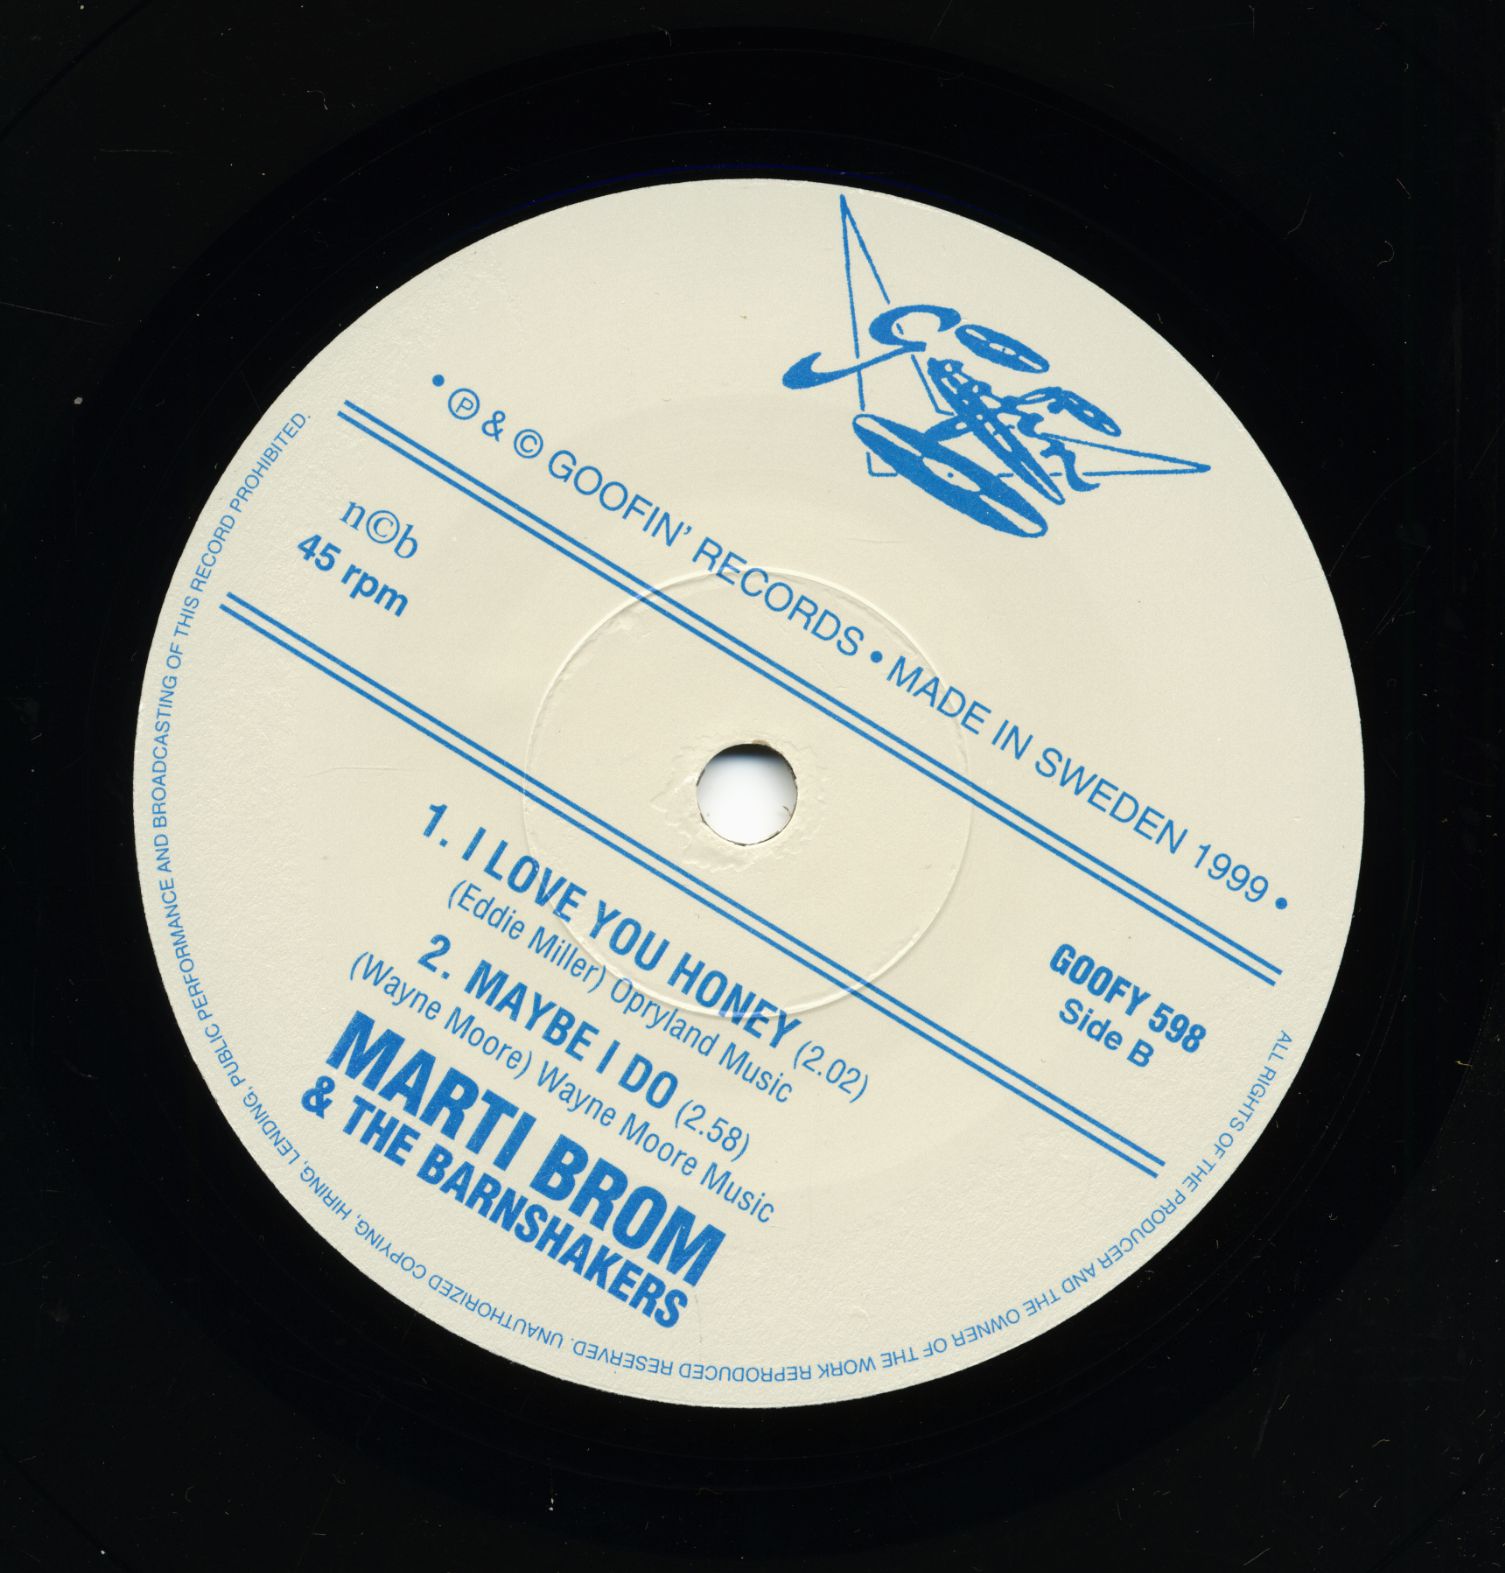 Goofin
• ℗ & © GOOFIN' RECORDS • MADE IN SWEDEN 1999 •
n©b
45 rpm
GOOFY 598
Side B
1. I LOVE YOU HONEY (2.02)
(Eddie Miller) Opryland Music
2. MAYBE I DO (2.58)
(Wayne Moore) Wayne Moore Music
MARTI BROM
& THE BARNSHAKERS
ALL RIGHTS OF THE PRODUCER AND THE OWNER OF THE WORK REPRODUCED RESERVED. UNAUTHORIZED COPYING, HIRING, LENDING, PUBLIC PERFORMANCE AND BROADCASTING OF THIS RECORD PROHIBITED.